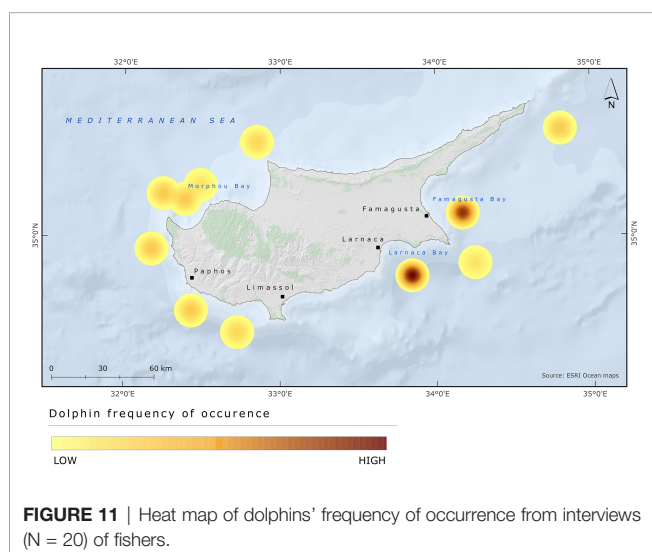 32°0'E 33°0'E 34°0'E 35°0'E
N
MEDITERRANEAN SEA
Morphou Bay
Famagusta Bay
Famagusta
35°0'N
35°0'N
Larnaca
Larnaca Bay
Paphos
Limassol
0 30 60 km
Source: ESRI Ocean maps
32°0'E 33°0'E 34°0'E 35°0'E
Dolphin frequency of occurence
LOW HIGH
FIGURE 11 | Heat map of dolphins’ frequency of occurrence from interviews
(N = 20) of fishers.